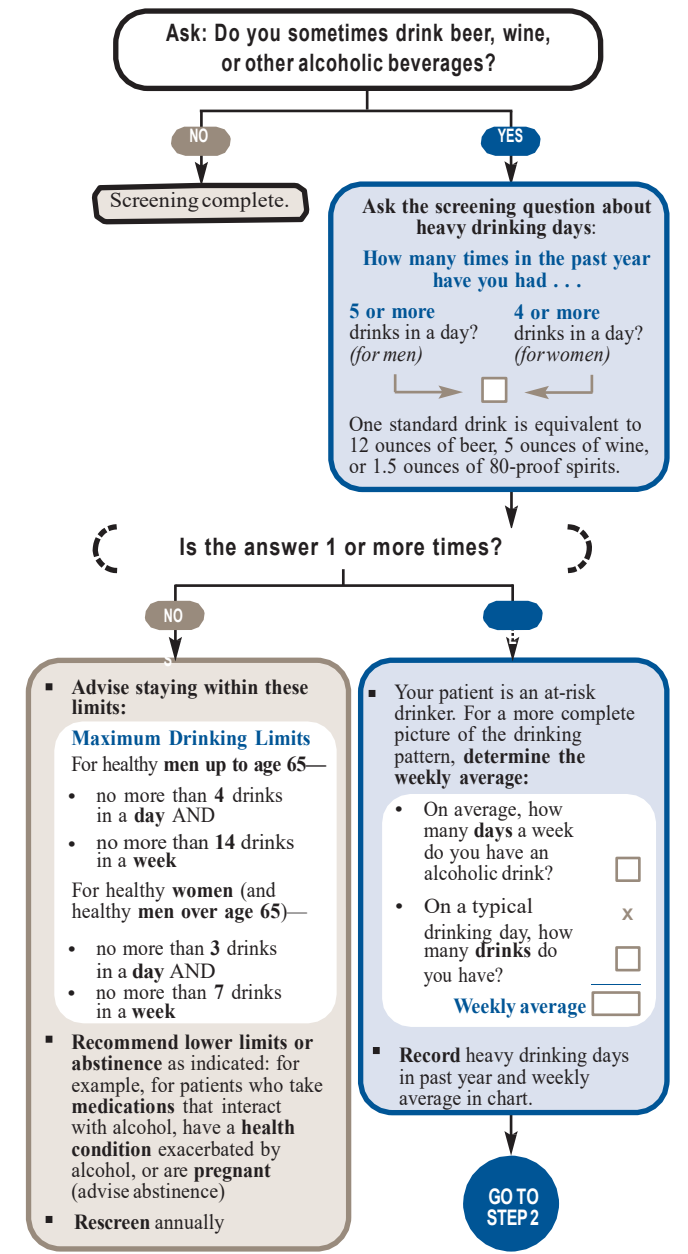 Ask: Do you sometimes drink beer, wine,
or other alcoholic beverages?
NO
YES
Screening complete.
Ask the screening question about
heavy drinking days:
How many times in the past year
have you had . . .
5 or more
drinks in a day?
(for men)
4 or more
drinks in a day?
(for women)
One standard drink is equivalent to
12 ounces of beer, 5 ounces of wine,
or 1.5 ounces of 80-proof spirits.
Is the answer 1 or more times?
NO
S
▪ Advise staying within these
limits:
Maximum Drinking Limits
For healthy men up to age 65—
• no more than 4 drinks
in a day AND
• no more than 14 drinks
in a week
For healthy women (and
healthy men over age 65)—
• no more than 3 drinks
in a day AND
• no more than 7 drinks
in a week
▪ Recommend lower limits or
abstinence as indicated: for
example, for patients who take
medications that interact
with alcohol, have a health
condition exacerbated by
alcohol, or are pregnant
(advise abstinence)
▪ Rescreen annually
▪ Your patient is an at-risk
drinker. For a more complete
picture of the drinking
pattern, determine the
weekly average:
• On average, how
many days a week
do you have an
alcoholic drink?
• On a typical
drinking day, how
many drinks do
you have?
x
Weekly average
▪ Record heavy drinking days
in past year and weekly
average in chart.
GO TO
STEP 2